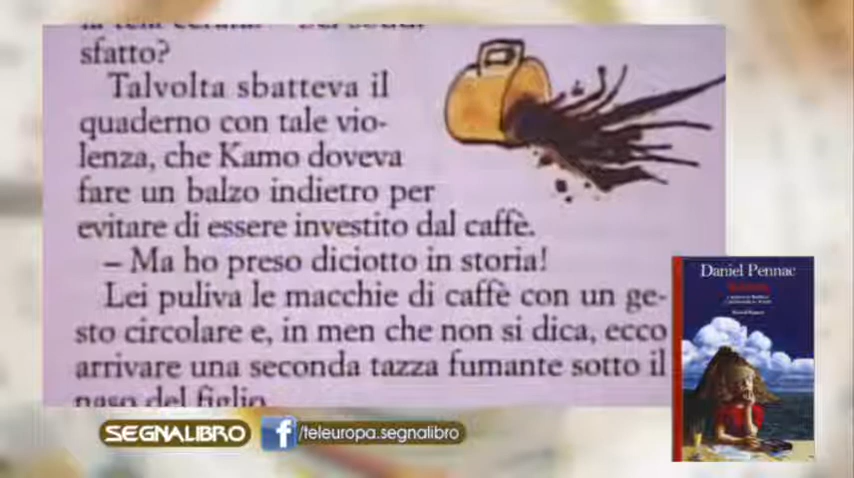 sfatto?
Talvolta sbatteva il
quaderno con tale vio-
lenza, che Kamo doveva
fare un balzo indietro per
evitare di essere investito dal caffè.
– Ma ho preso diciotto in storia!
Lei puliva le macchie di caffè con un ge-
sto circolare e, in men che non si dica, ecco
arrivare una seconda tazza fumante sotto il
naso del figlio
Daniel Pennac
SEGNALIBRO
f /teleuropa.segnalibro